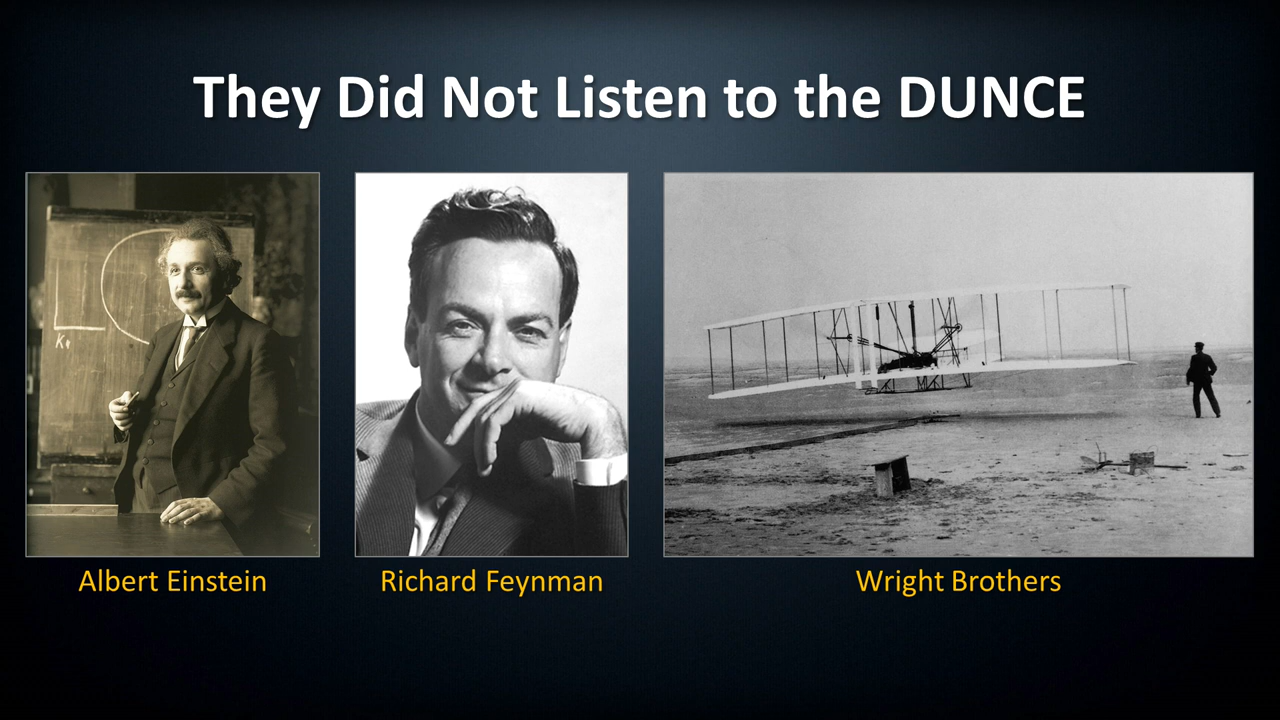 They Did Not Listen to the DUNCE
Albert Einstein
Richard Feynman
Wright Brothers